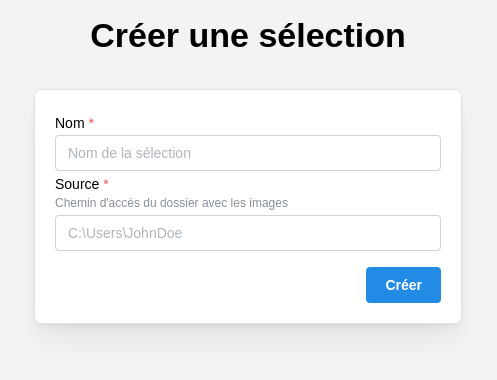 Créer une sélection
Nom *
Nom de la sélection
Source *
Chemin d'accès du dossier avec les images
C:\Users\JohnDoe
Créer